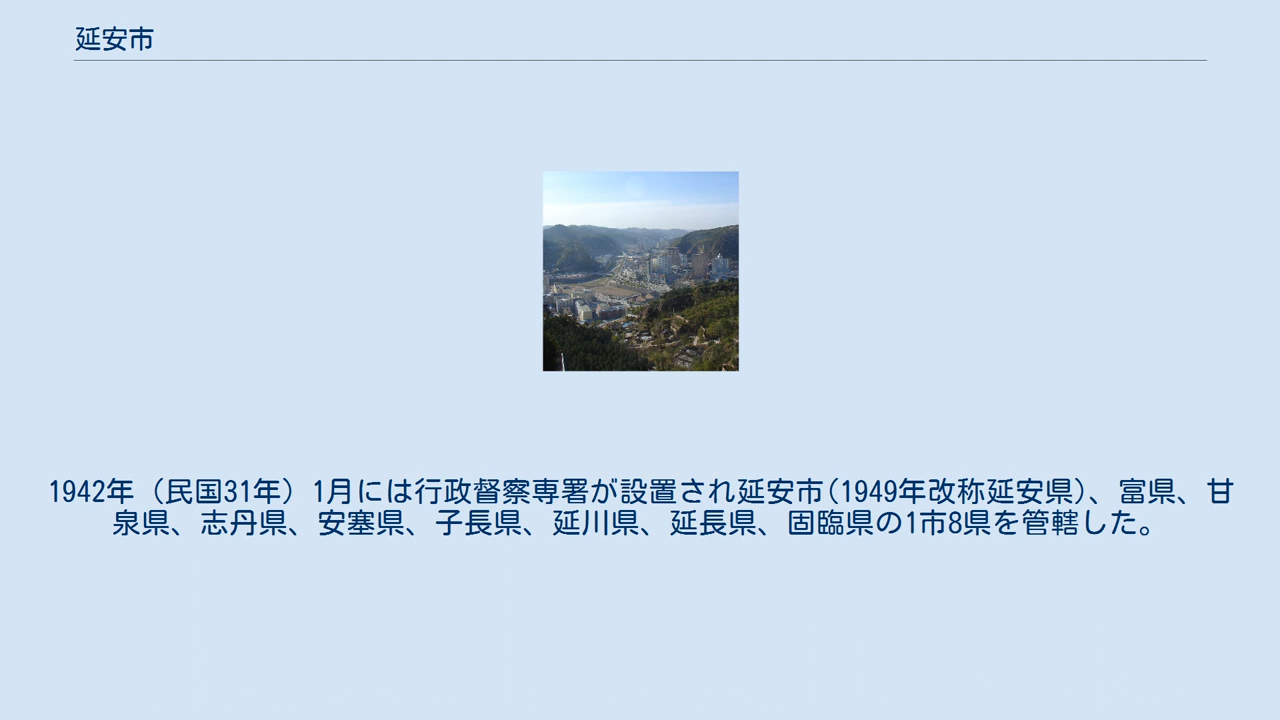 延安市
1942年（民国31年）1月には行政督察専署が設置され延安市(1949年改称延安県)、富県、甘
泉県、志丹県、安塞県、子長県、延川県、延長県、固臨県の1市8県を管轄した。